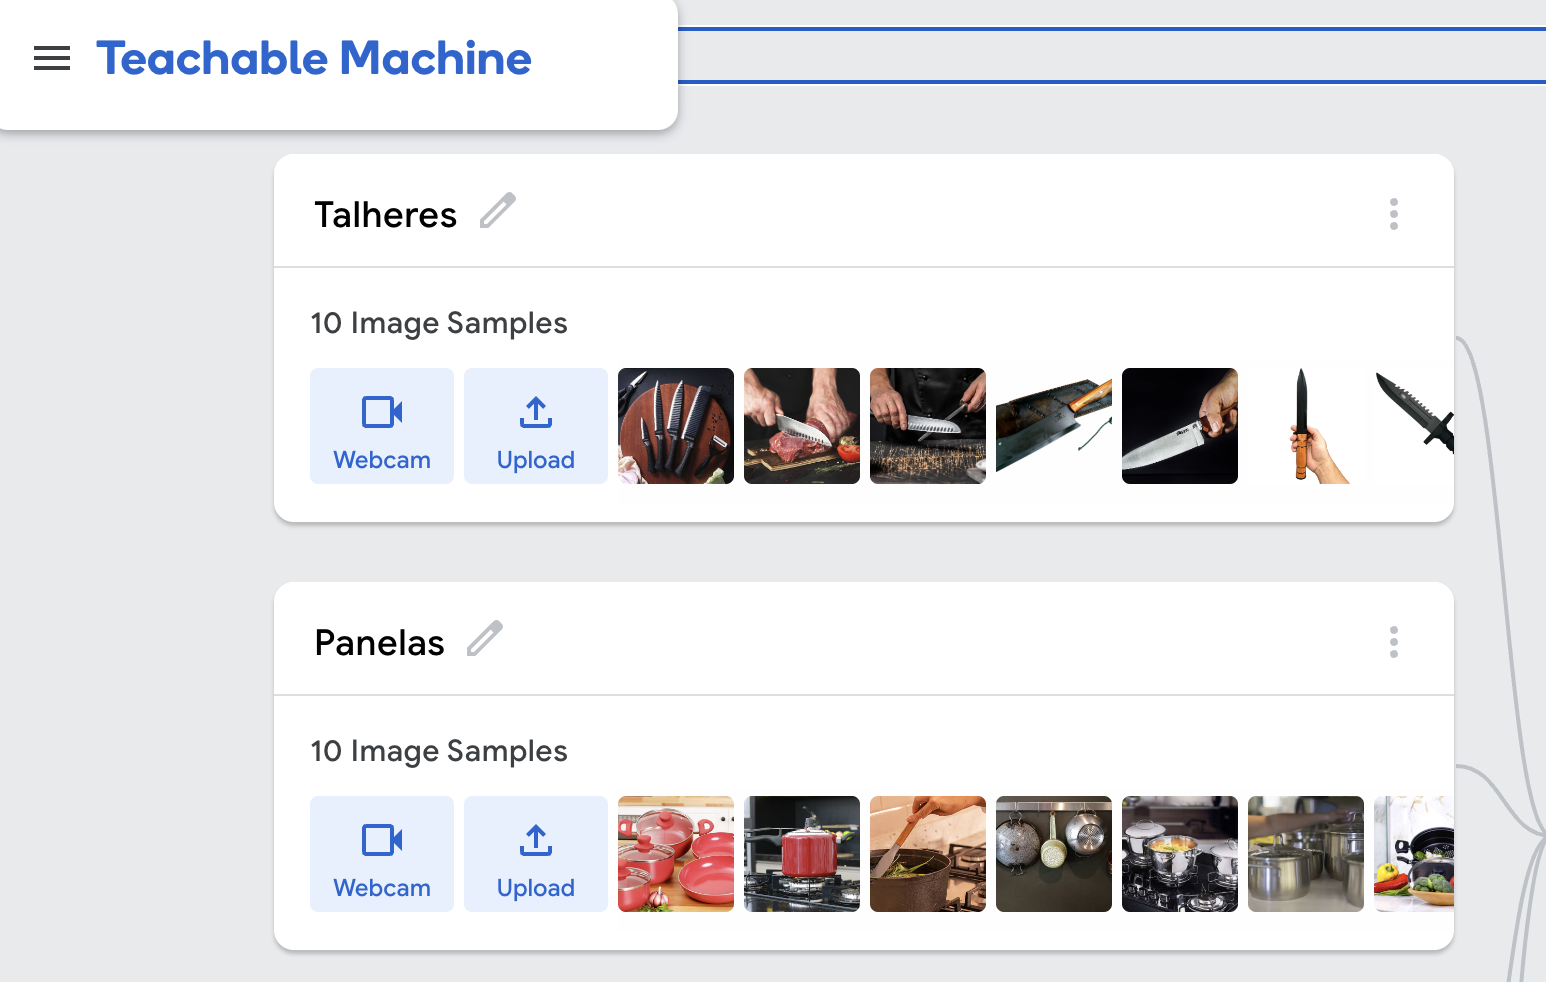 Teachable Machine
Talheres
10 Image Samples
Webcam
Upload
Panelas
10 Image Samples
Webcam
Upload